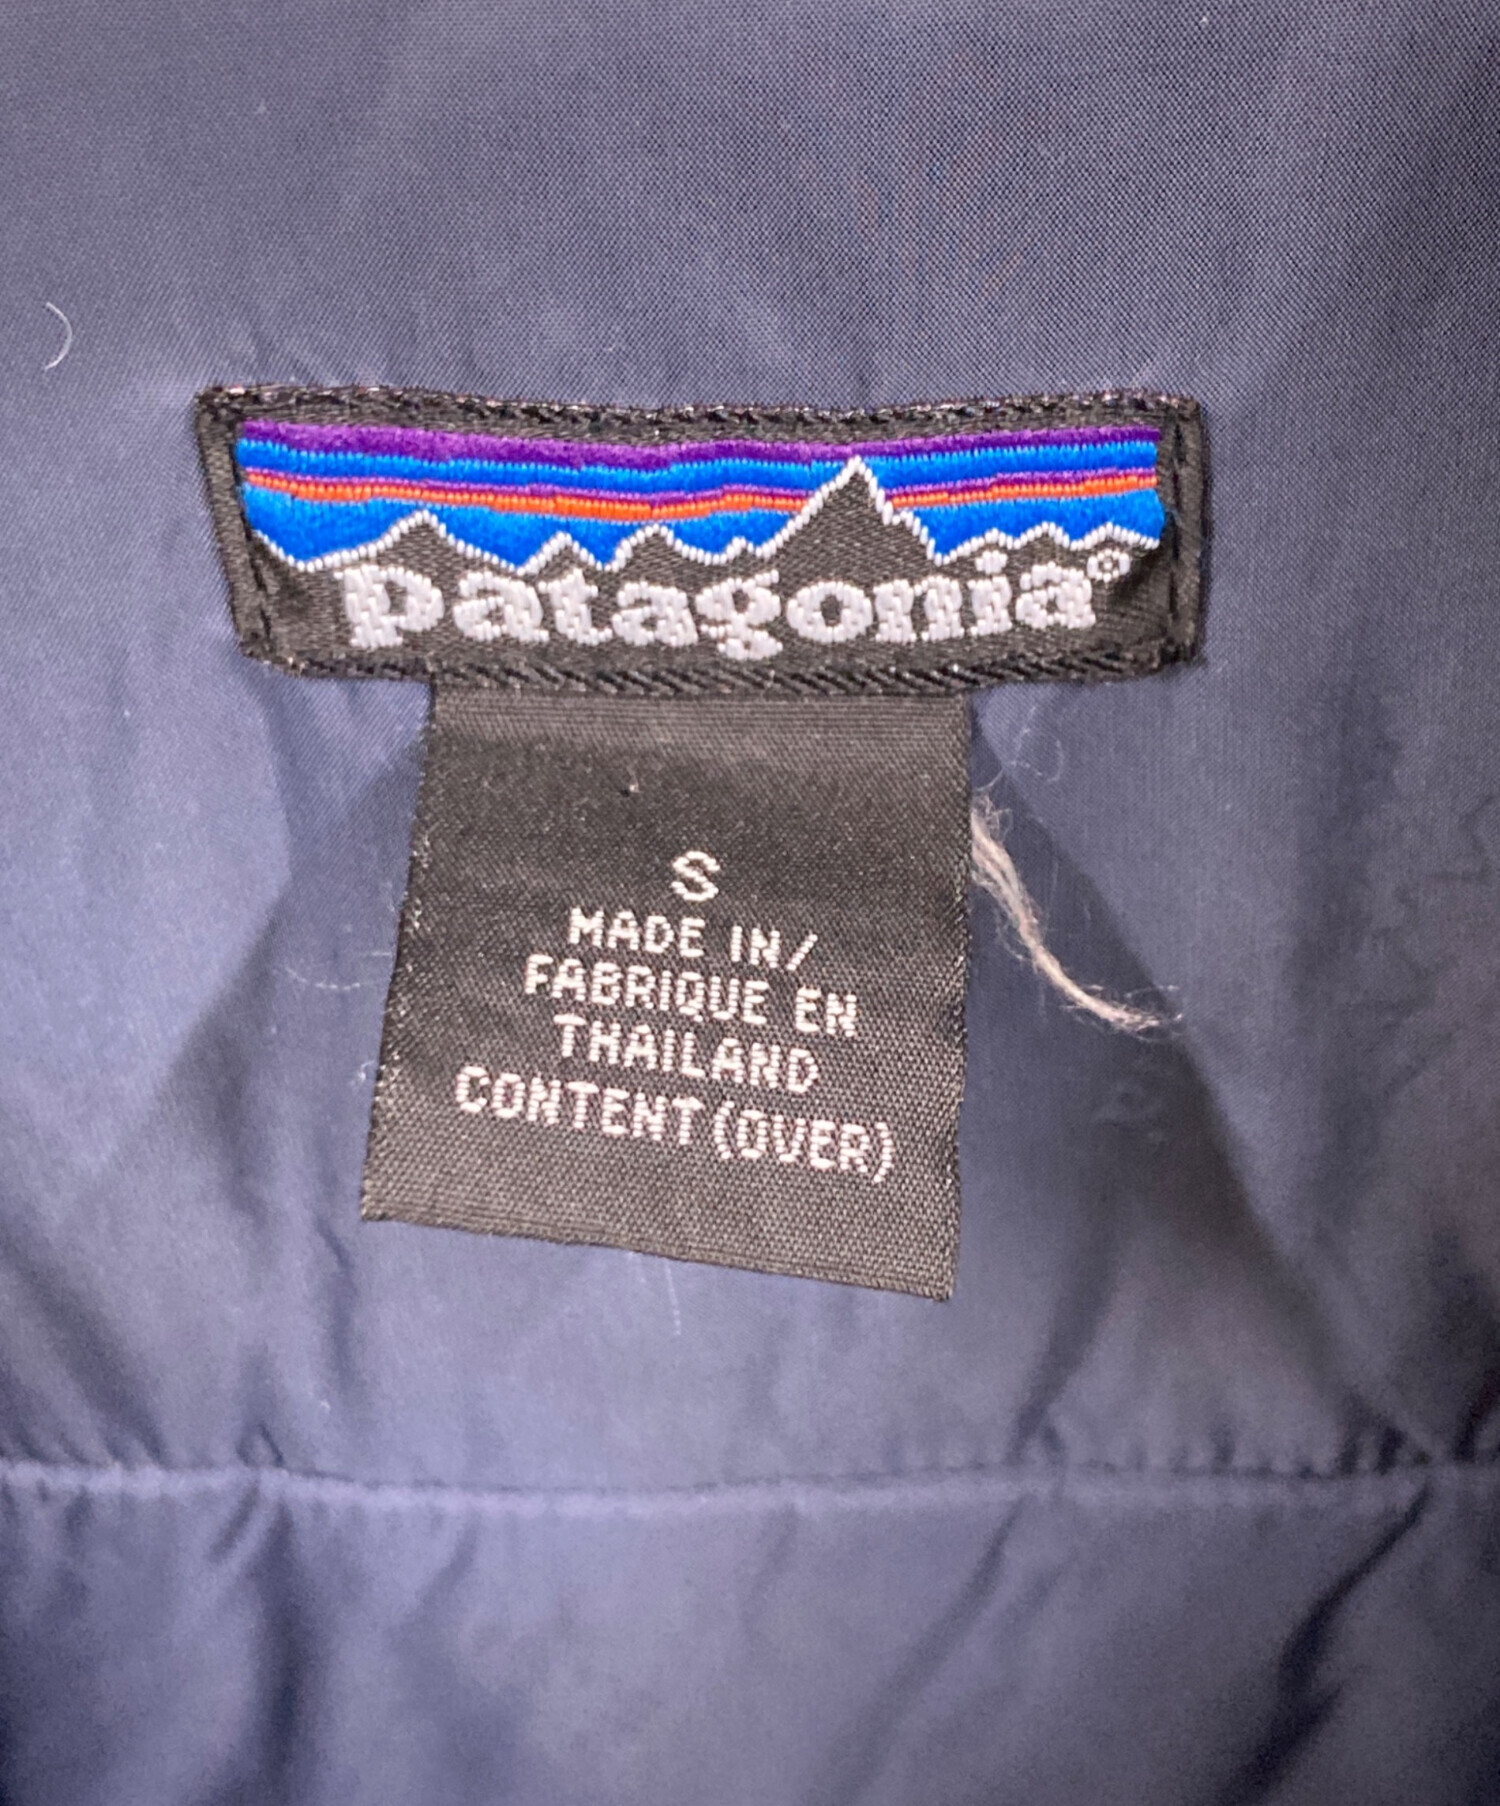 patagonia®
S
MADE IN/
FABRIQUE EN
THAILAND
CONTENT (OVER)